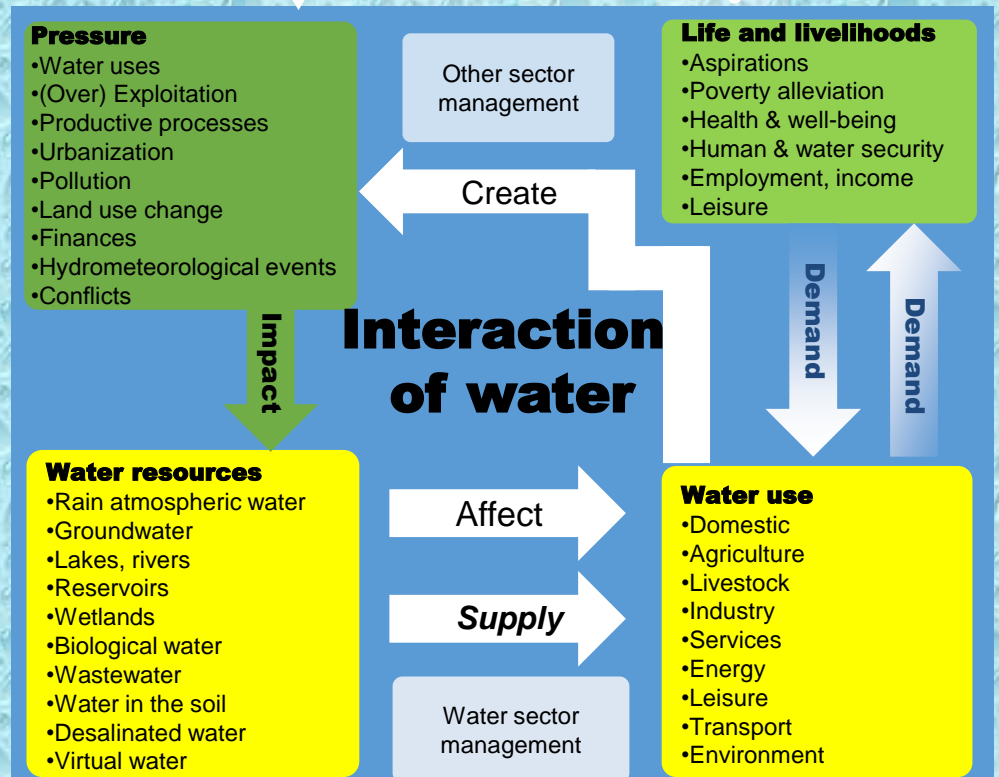 Pressure
•Water uses
•(Over) Exploitation
•Productive processes
•Urbanization
•Pollution
•Land use change
•Finances
•Hydrometeorological events
•Conflicts
Other sector
management
Life and livelihoods
•Aspirations
•Poverty alleviation
•Health & well-being
•Human & water security
•Employment, income
•Leisure
Create
Demand
Demand
Impact
Interaction
of water
Water resources
•Rain atmospheric water
•Groundwater
•Lakes, rivers
•Reservoirs
•Wetlands
•Biological water
•Wastewater
•Water in the soil
•Desalinated water
•Virtual water
Affect
Supply
Water sector
management
Water use
•Domestic
•Agriculture
•Livestock
•Industry
•Services
•Energy
•Leisure
•Transport
•Environment